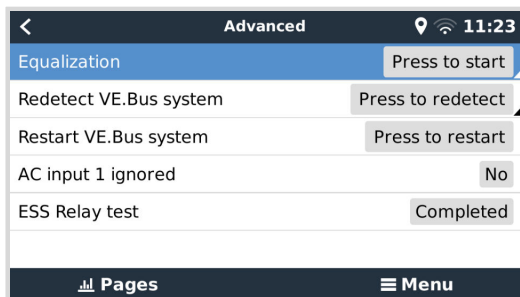 Advanced 11:23
Equalization Press to start
Redetect VE.Bus system Press to redetect
Restart VE.Bus system Press to restart
AC input 1 ignored No
ESS Relay test Completed
Pages Menu